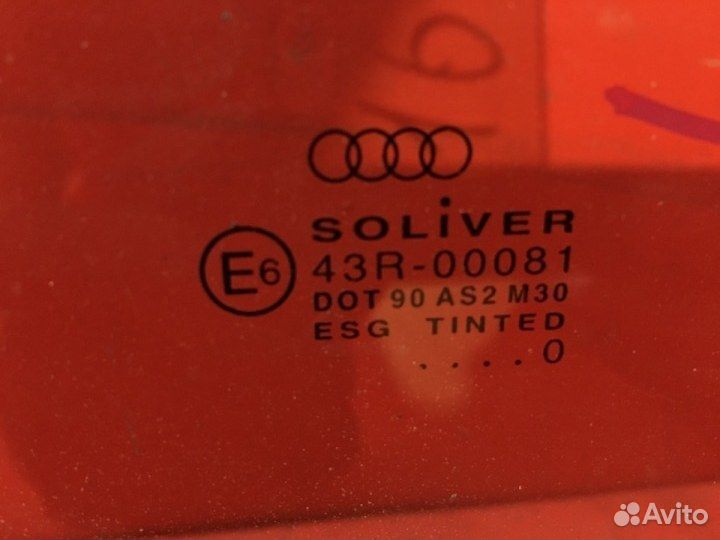 SOLiVER
E6 43R-00081
DOT 90 AS2 M30
ESG TINTED
. . . . 0
Avito